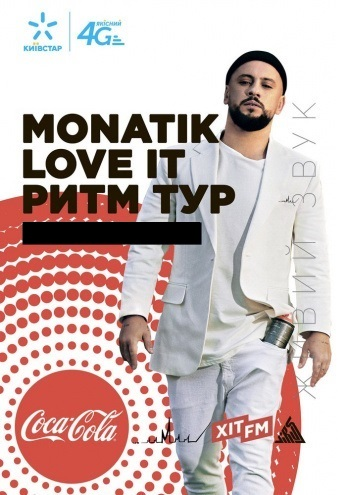 КИЇВСТАР
ЯКІСНИЙ
4G
MONATIK
LOVE IT
РИТМ ТУР
ЖИВИЙ ЗВУК
Coca-Cola
ХІТ FM